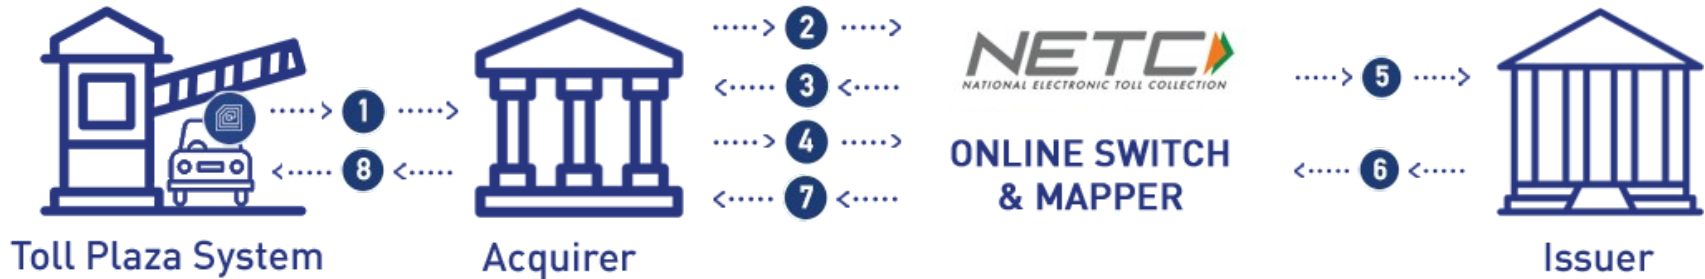 2
NETC
3
5
NATIONAL ELECTRONIC TOLL COLLECTION
1
4
ONLINE SWITCH
& MAPPER
8
7
6
Toll Plaza System
Acquirer
Issuer